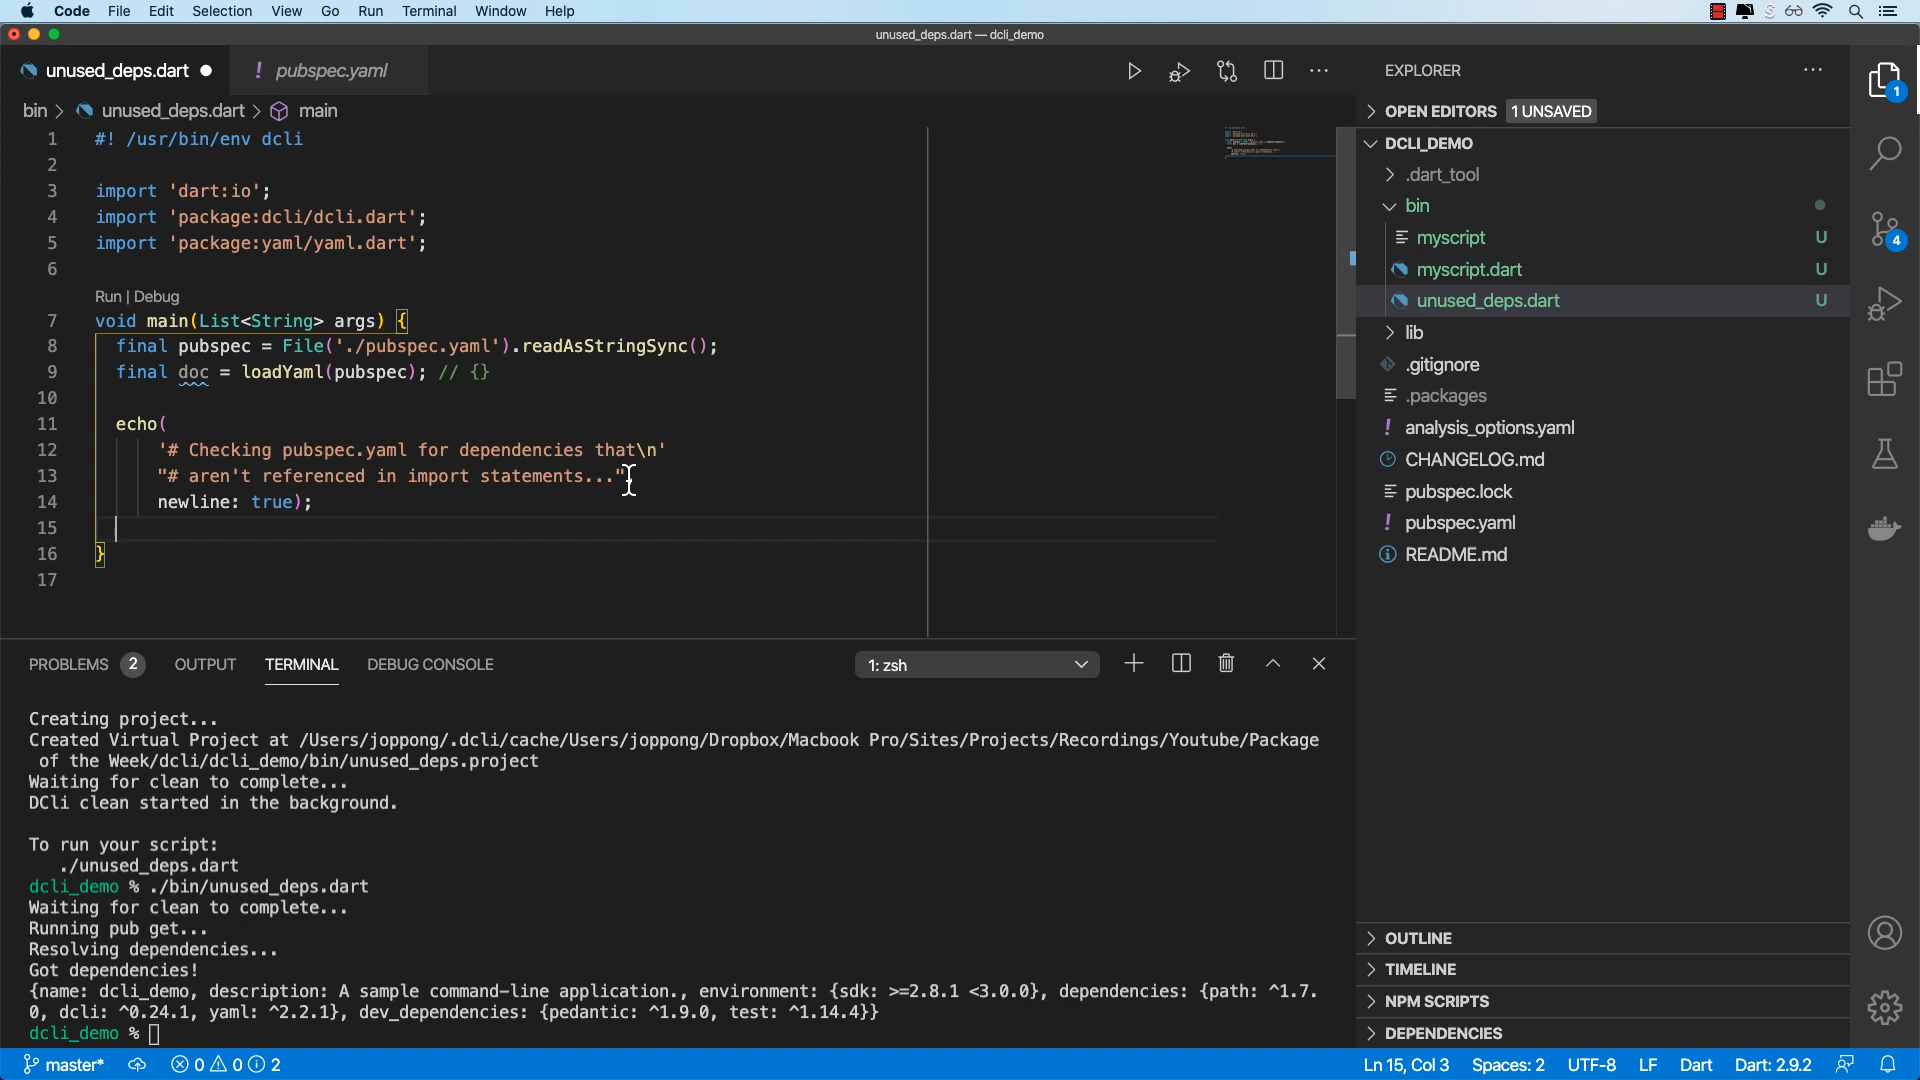 Code File Edit Selection View Go Run Terminal Window Help
unused_deps.dart — dcli_demo
unused_deps.dart
! pubspec.yaml
bin > unused_deps.dart > main
1 #! /usr/bin/env dcli
2
3 import 'dart:io';
4 import 'package:dcli/dcli.dart';
5 import 'package:yaml/yaml.dart';
6
Run | Debug
7 void main(List<String> args) {
8 final pubspec = File('./pubspec.yaml').readAsStringSync();
9 final doc = loadYaml(pubspec); // {}
10
11 echo(
12 '# Checking pubspec.yaml for dependencies that\n'
13 "# aren't referenced in import statements...",
14 newline: true);
15
16 }
17
EXPLORER
OPEN EDITORS 1 UNSAVED
DCLI_DEMO
.dart_tool
bin
myscript U
myscript.dart U
unused_deps.dart U
lib
.gitignore
.packages
! analysis_options.yaml
CHANGELOG.md
pubspec.lock
! pubspec.yaml
README.md
OUTLINE
TIMELINE
NPM SCRIPTS
DEPENDENCIES
1
4
PROBLEMS 2 OUTPUT TERMINAL DEBUG CONSOLE
1: zsh
Creating project...
Created Virtual Project at /Users/joppong/.dcli/cache/Users/joppong/Dropbox/Macbook Pro/Sites/Projects/Recordings/Youtube/Package
of the Week/dcli/dcli_demo/bin/unused_deps.project
Waiting for clean to complete...
DCli clean started in the background.
To run your script:
./unused_deps.dart
dcli_demo % ./bin/unused_deps.dart
Waiting for clean to complete...
Running pub get...
Resolving dependencies...
Got dependencies!
{name: dcli_demo, description: A sample command-line application., environment: {sdk: >=2.8.1 <3.0.0}, dependencies: {path: ^1.7.
0, dcli: ^0.24.1, yaml: ^2.2.1}, dev_dependencies: {pedantic: ^1.9.0, test: ^1.14.4}}
dcli_demo %
master* 0 0 2
Ln 15, Col 3 Spaces: 2 UTF-8 LF Dart Dart: 2.9.2